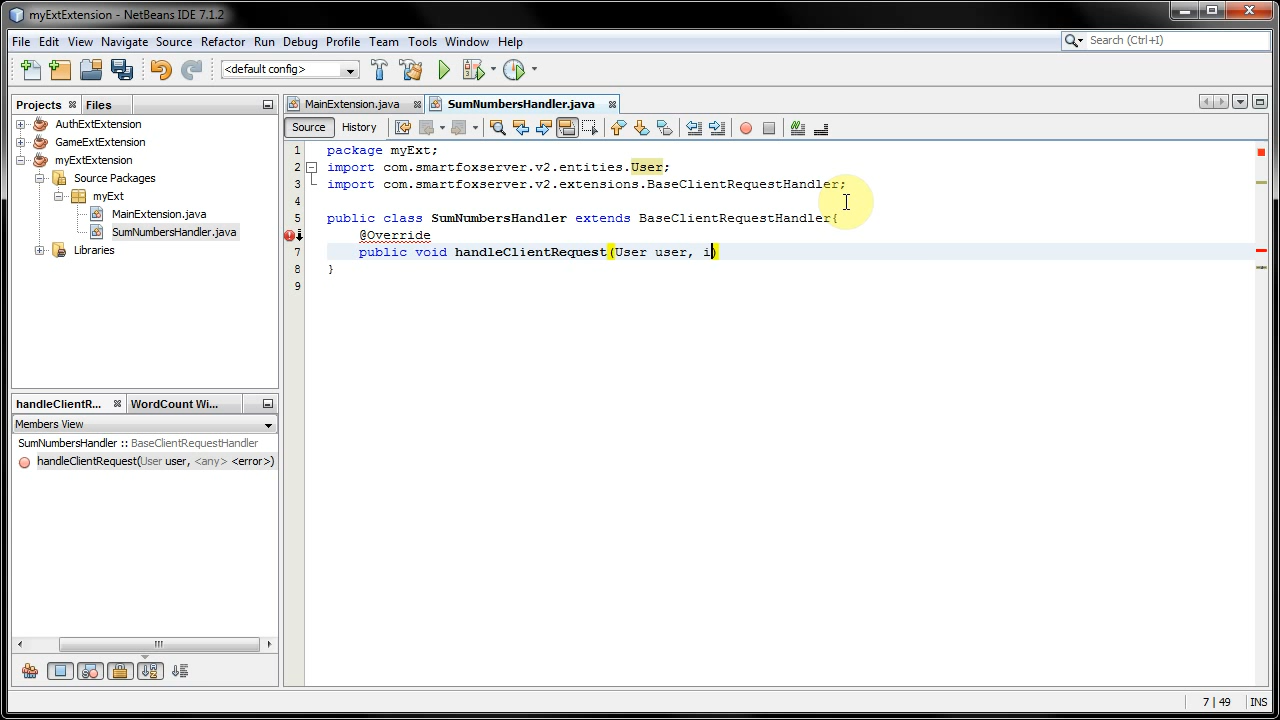 myExtExtension - NetBeans IDE 7.1.2
File Edit View Navigate Source Refactor Run Debug Profile Team Tools Window Help
Search (Ctrl+I)
<default config>
Projects Files
MainExtension.java SumNumbersHandler.java
AuthExtExtension
GameExtExtension
myExtExtension
Source Packages
myExt
MainExtension.java
SumNumbersHandler.java
Libraries
Source History
1 package myExt;
2 import com.smartfoxserver.v2.entities.User;
3 import com.smartfoxserver.v2.extensions.BaseClientRequestHandler;
4
5 public class SumNumbersHandler extends BaseClientRequestHandler{
@Override
7 public void handleClientRequest(User user, i)
8 }
9
handleClientR... WordCount Wi...
Members View
SumNumbersHandler :: BaseClientRequestHandler
handleClientRequest(User user, <any> <error>)
7 | 49 INS